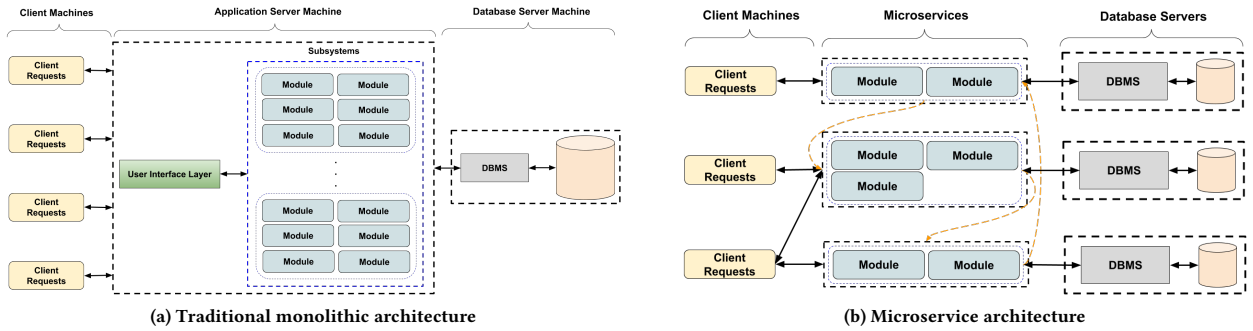 Client Machines
Application Server Machine
Database Server Machine
Subsystems
Client
Requests
Client
Requests
Client
Requests
Client
Requests
User Interface Layer
Module Module
Module Module
Module Module
.
.
.
Module Module
Module Module
Module Module
DBMS
(a) Traditional monolithic architecture
Client Machines
Microservices
Database Servers
Client
Requests
Module Module
DBMS
Client
Requests
Module Module
Module
DBMS
Client
Requests
Module Module
DBMS
(b) Microservice architecture